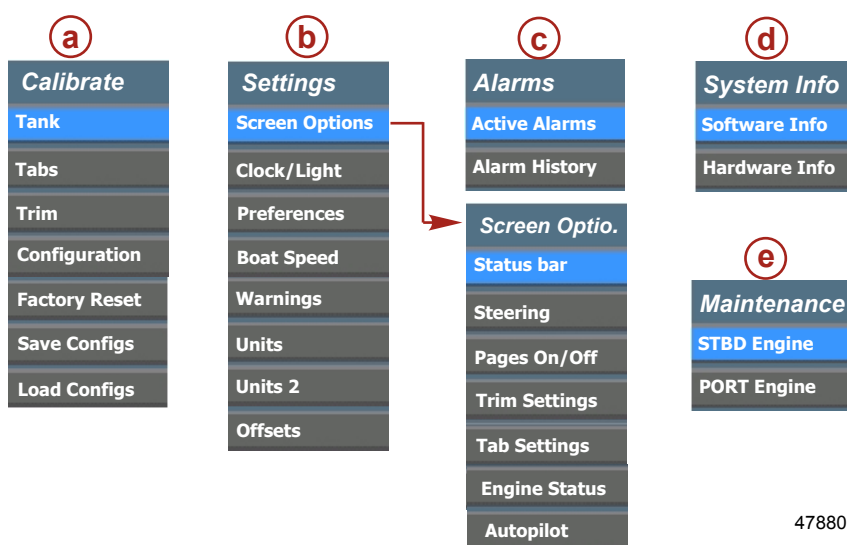 a
Calibrate
Tank
Tabs
Trim
Configuration
Factory Reset
Save Configs
Load Configs
b
Settings
Screen Options
Clock/Light
Preferences
Boat Speed
Warnings
Units
Units 2
Offsets
c
Alarms
Active Alarms
Alarm History
Screen Optio.
Status bar
Steering
Pages On/Off
Trim Settings
Tab Settings
Engine Status
Autopilot
d
System Info
Software Info
Hardware Info
e
Maintenance
STBD Engine
PORT Engine
47880